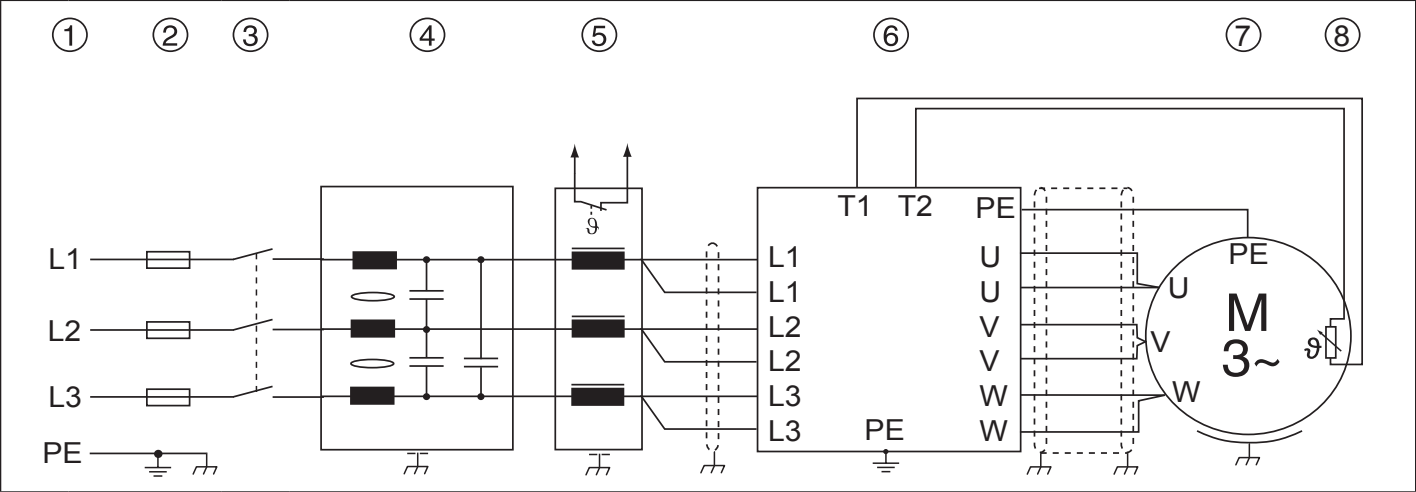 1 2 3 4 5 6 7 8
T1 T2 PE
ϑ
L1 L1 U PE
L1 U U
L2 L2 V M
V
L2 V 3~ ϑ
L3 L3 W W
L3 PE W
PE